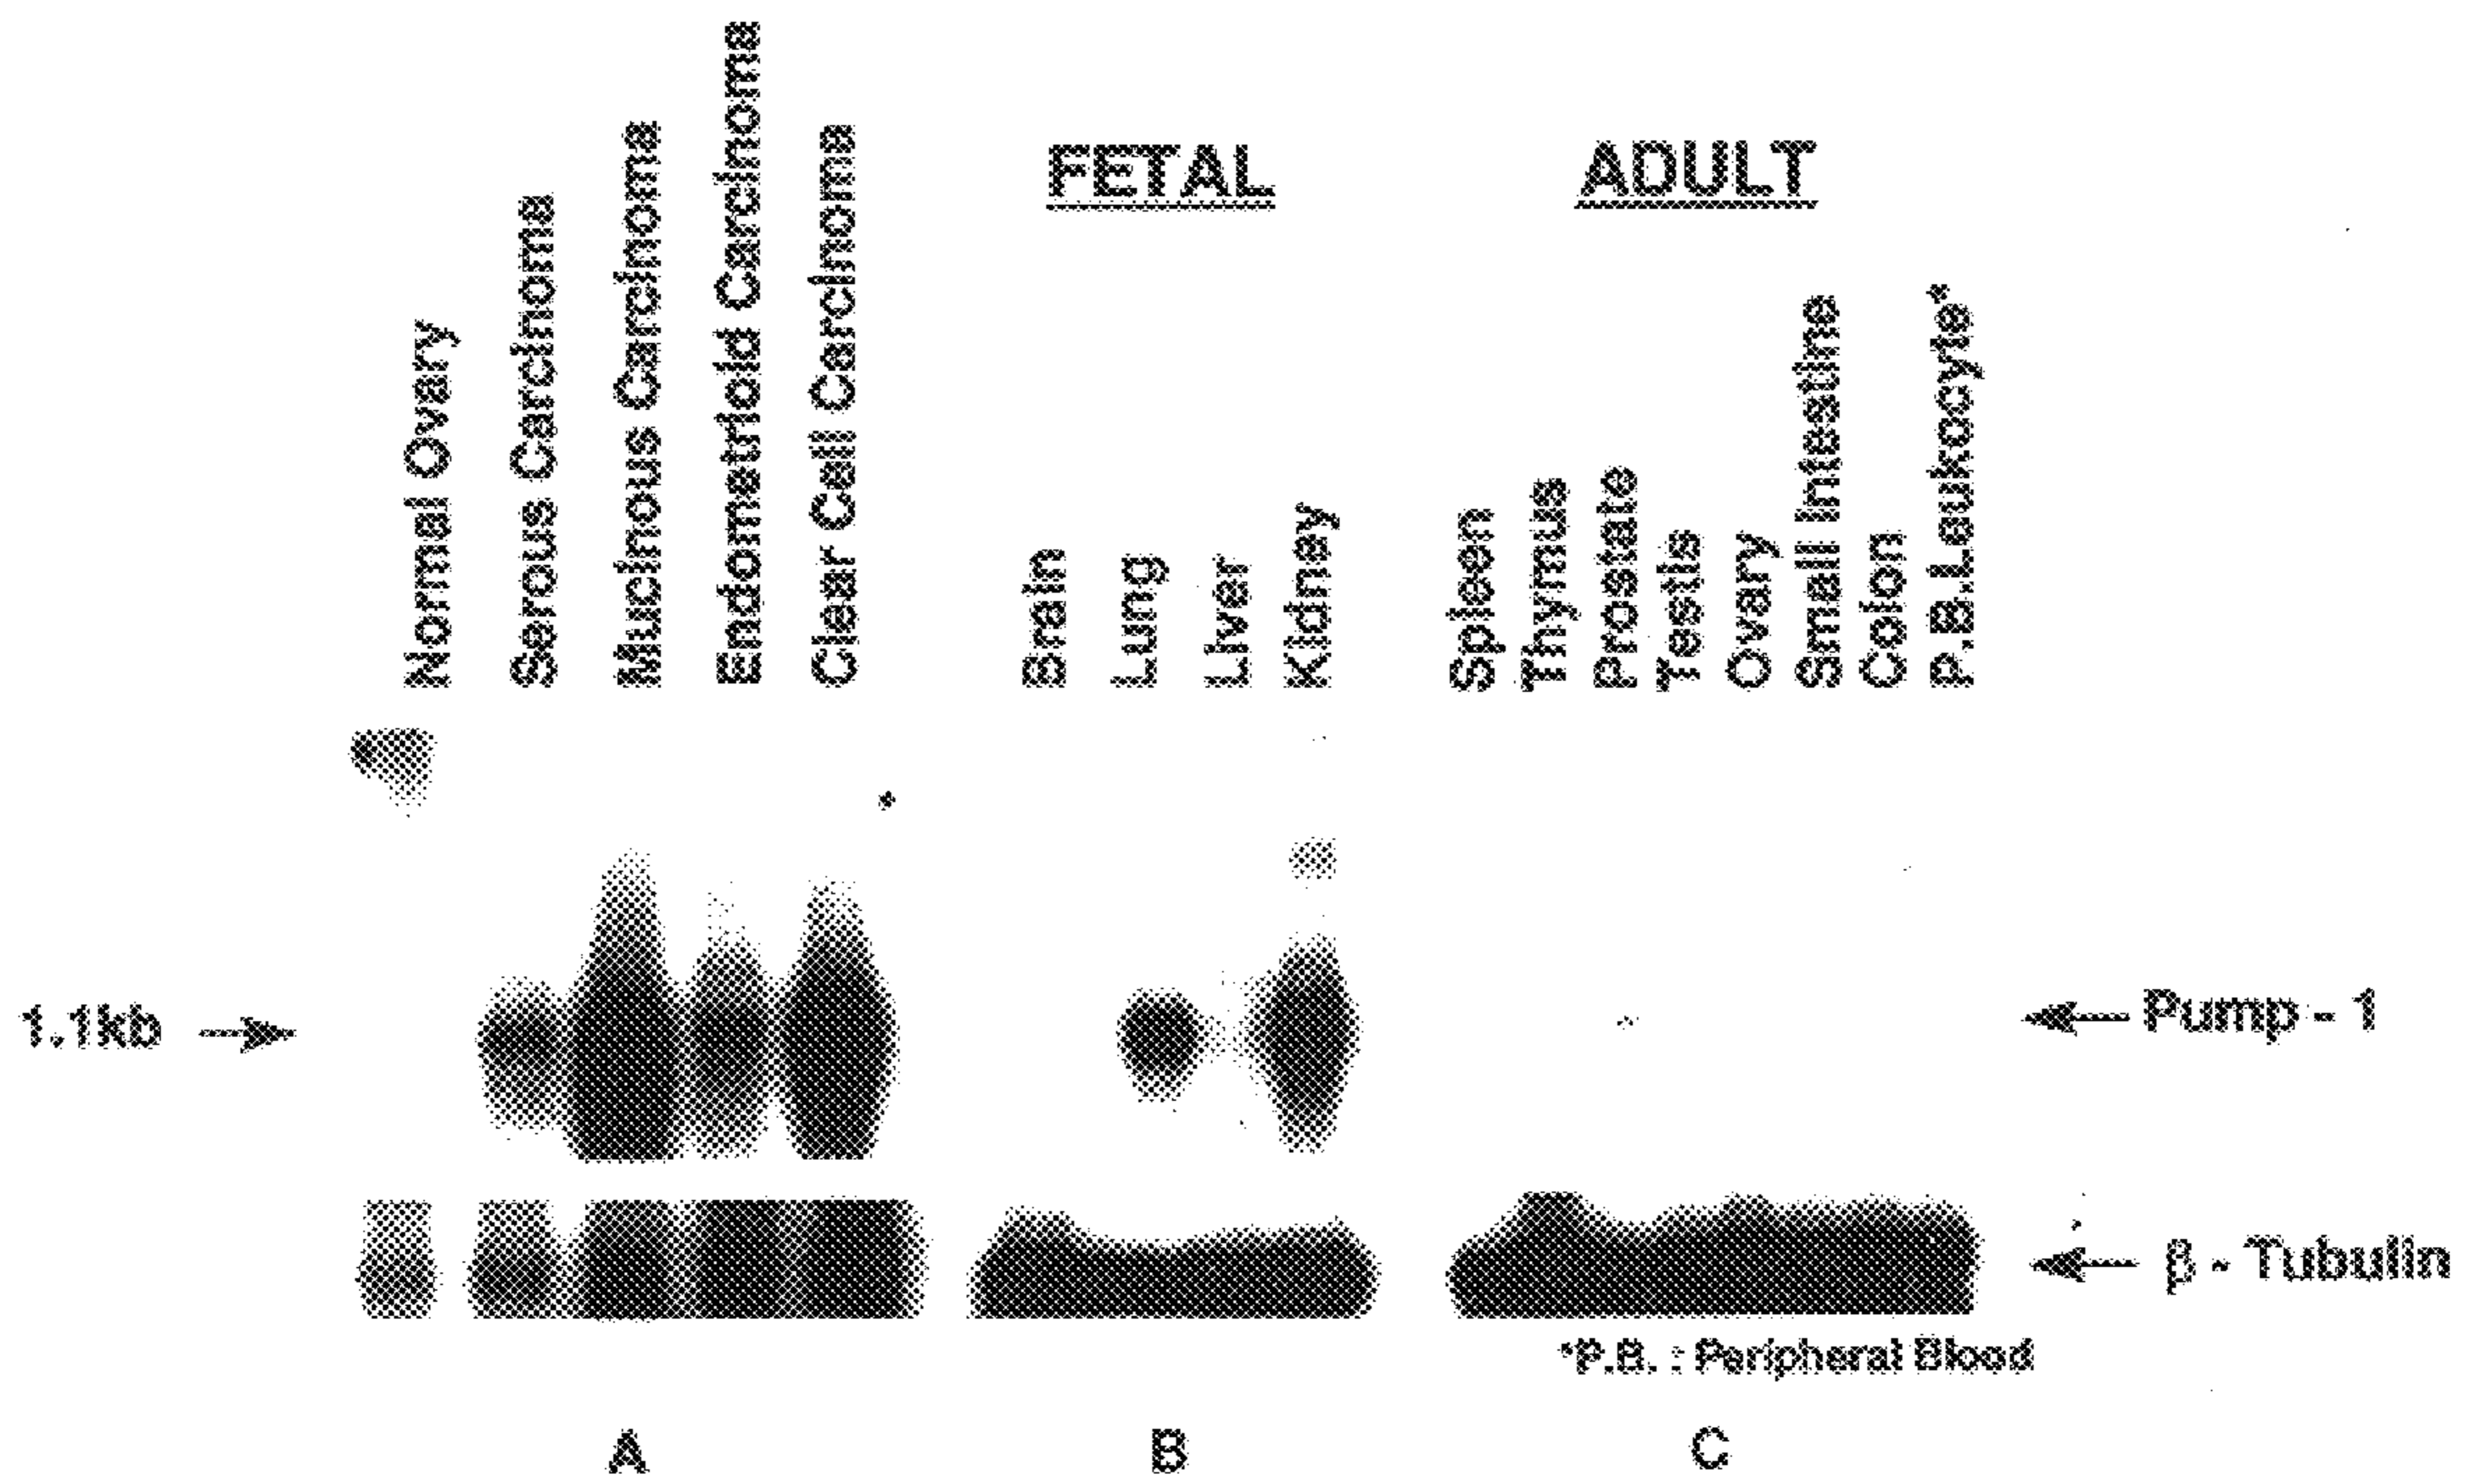 Normal Ovary
Serous Carcinoma
Mucinous Carcinoma
Endometrioid Carcinoma
Clear Cell Carcinoma
FETAL
Brain
Lung
Liver
Kidney
ADULT
Spleen
Thymus
Prostate
Testis
Ovary
Small Intestine
Colon
P.B.Leukocyte*
1.1kb
Pump - 1
β - Tubulin
*P.B. : Peripheral Blood
A B C